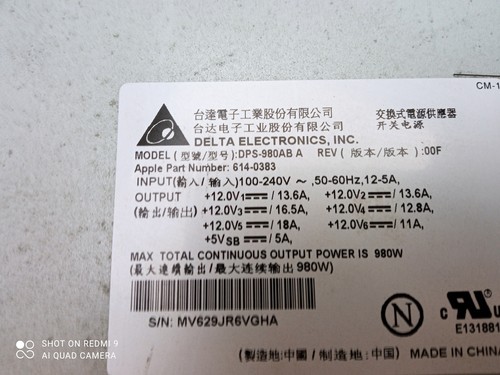 CM-1
台達電子工業股份有限公司
台达电子工业股份有限公司
DELTA ELECTRONICS, INC.
交換式電源供應器
开关电源
MODEL (型號/型号):DPS-980AB A REV (版本/版本) :00F
Apple Part Number: 614-0383
INPUT(輸入/输入)100-240V ~ ,50-60Hz, 12-5A,
OUTPUT +12.0V1 ⎓ / 13.6A, +12.0V2 ⎓ / 13.6A,
(輸出/输出) +12.0V3 ⎓ / 16.5A, +12.0V4 ⎓ / 12.8A,
+12.0V5 ⎓ / 18A, +12.0V6 ⎓ / 11A,
+5VSB ⎓ / 5A,
MAX TOTAL CONTINUOUS OUTPUT POWER IS 980W
(最大連續輸出/最大连续输出 980W)
S/N: MV629JR6VGHA
N
c RU us
E131881
(製造地:中國/制造地:中国) MADE IN CHINA
SHOT ON REDMI 9
AI QUAD CAMERA